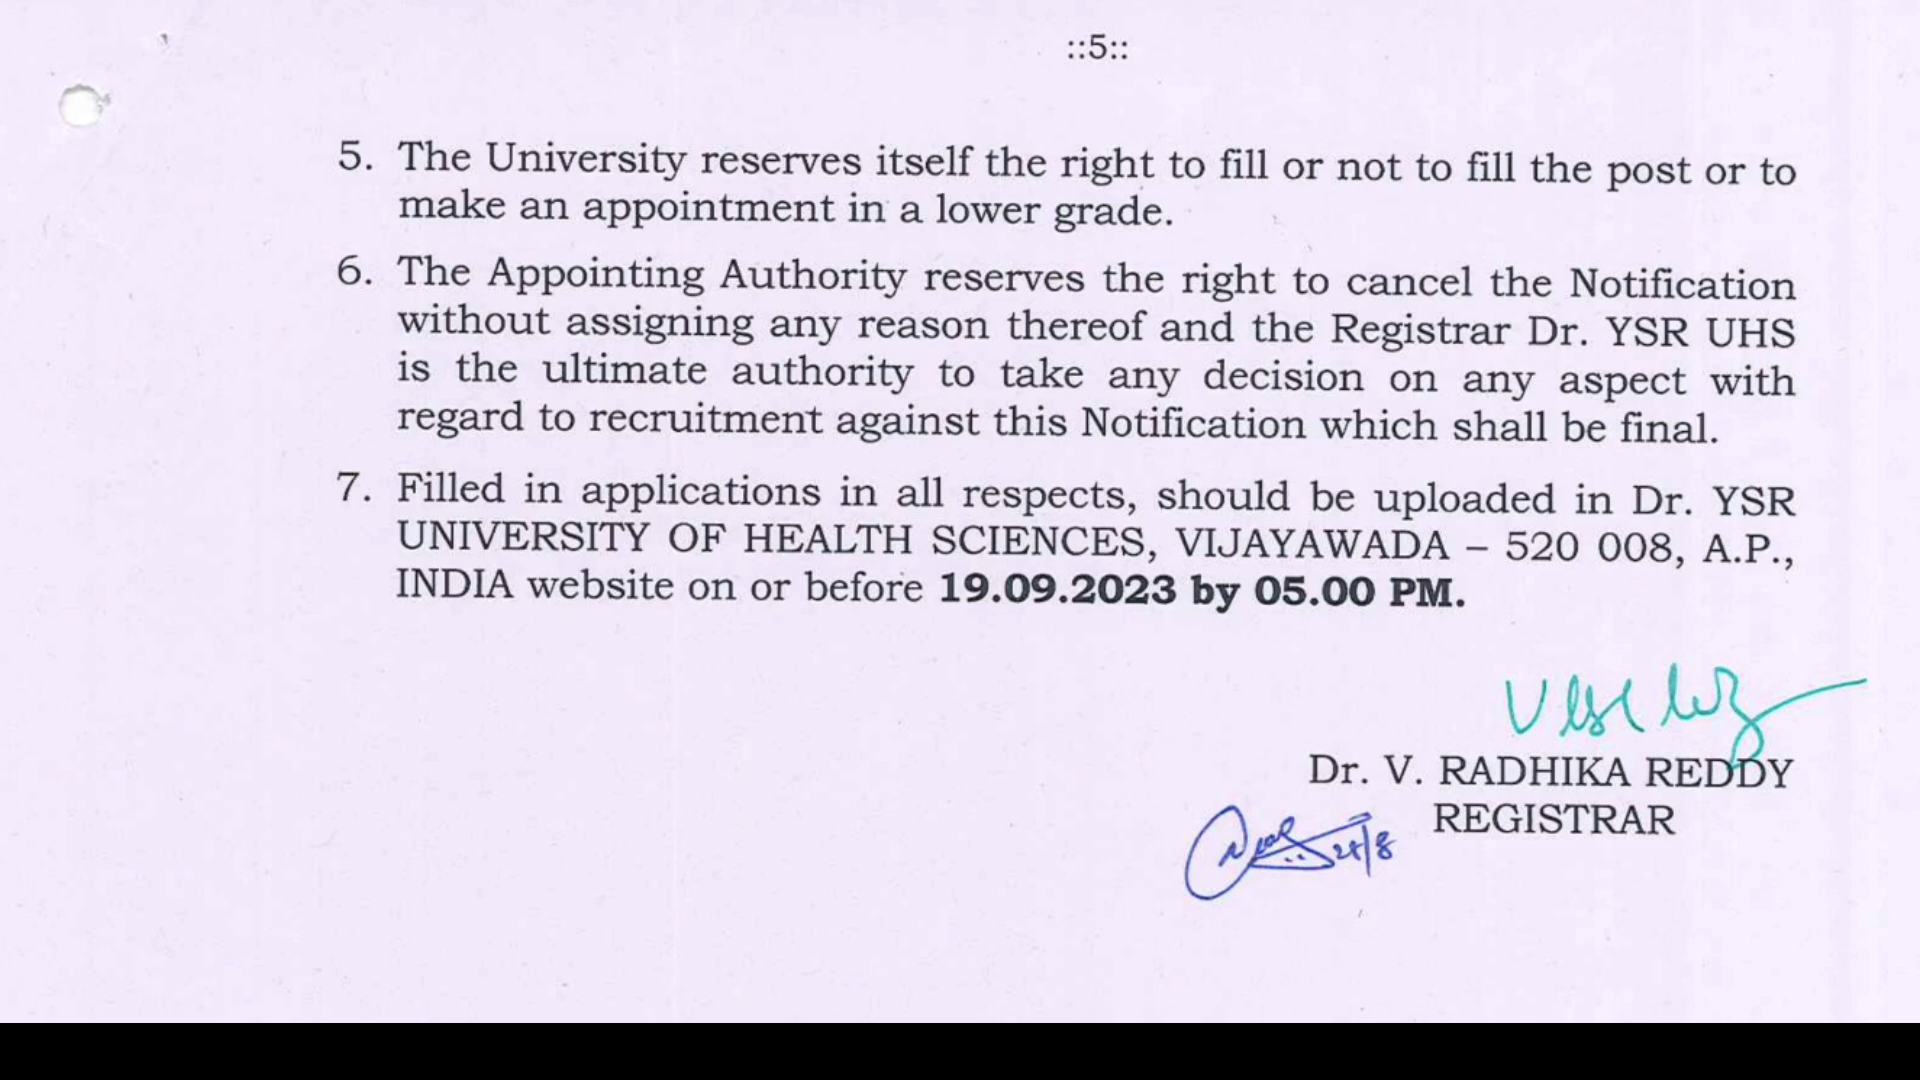 ::5::
5. The University reserves itself the right to fill or not to fill the post or to
make an appointment in a lower grade.
6. The Appointing Authority reserves the right to cancel the Notification
without assigning any reason thereof and the Registrar Dr. YSR UHS
is the ultimate authority to take any decision on any aspect with
regard to recruitment against this Notification which shall be final.
7. Filled in applications in all respects, should be uploaded in Dr. YSR
UNIVERSITY OF HEALTH SCIENCES, VIJAYAWADA – 520 008, A.P.,
INDIA website on or before 19.09.2023 by 05.00 PM.
Dr. V. RADHIKA REDDY
REGISTRAR